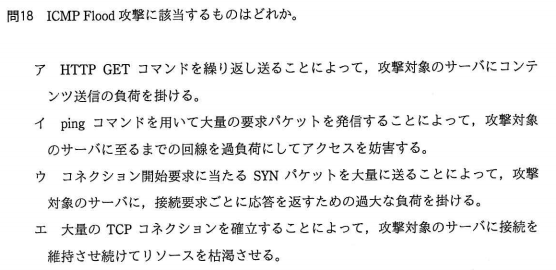 問18 ICMP Flood 攻撃に該当するものはどれか。
ア HTTP GET コマンドを繰り返し送ることによって，攻撃対象のサーバにコンテ
ンツ送信の負荷を掛ける。
イ ping コマンドを用いて大量の要求パケットを発信することによって，攻撃対象
のサーバに至るまでの回線を過負荷にしてアクセスを妨害する。
ウ コネクション開始要求に当たる SYN パケットを大量に送ることによって，攻撃
対象のサーバに，接続要求ごとに応答を返すための過大な負荷を掛ける。
エ 大量の TCP コネクションを確立することによって，攻撃対象のサーバに接続を
維持させ続けてリソースを枯渇させる。